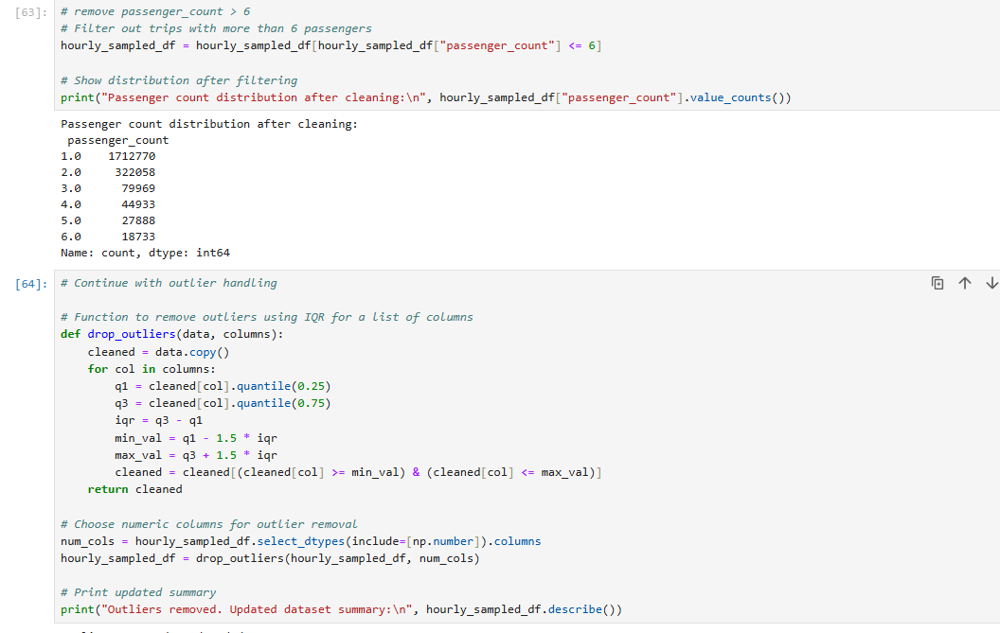 [63]: # remove passenger_count > 6
# Filter out trips with more than 6 passengers
hourly_sampled_df = hourly_sampled_df[hourly_sampled_df["passenger_count"] <= 6]
# Show distribution after filtering
print("Passenger count distribution after cleaning:\n", hourly_sampled_df["passenger_count"].value_counts())
Passenger count distribution after cleaning:
 passenger_count
1.0    1712770
2.0     322058
3.0      79969
4.0      44933
5.0      27888
6.0      18733
Name: count, dtype: int64
[64]: # Continue with outlier handling
# Function to remove outliers using IQR for a list of columns
def drop_outliers(data, columns):
    cleaned = data.copy()
    for col in columns:
        q1 = cleaned[col].quantile(0.25)
        q3 = cleaned[col].quantile(0.75)
        iqr = q3 - q1
        min_val = q1 - 1.5 * iqr
        max_val = q3 + 1.5 * iqr
        cleaned = cleaned[(cleaned[col] >= min_val) & (cleaned[col] <= max_val)]
    return cleaned
# Choose numeric columns for outlier removal
num_cols = hourly_sampled_df.select_dtypes(include=[np.number]).columns
hourly_sampled_df = drop_outliers(hourly_sampled_df, num_cols)
# Print updated summary
print("Outliers removed. Updated dataset summary:\n", hourly_sampled_df.describe())